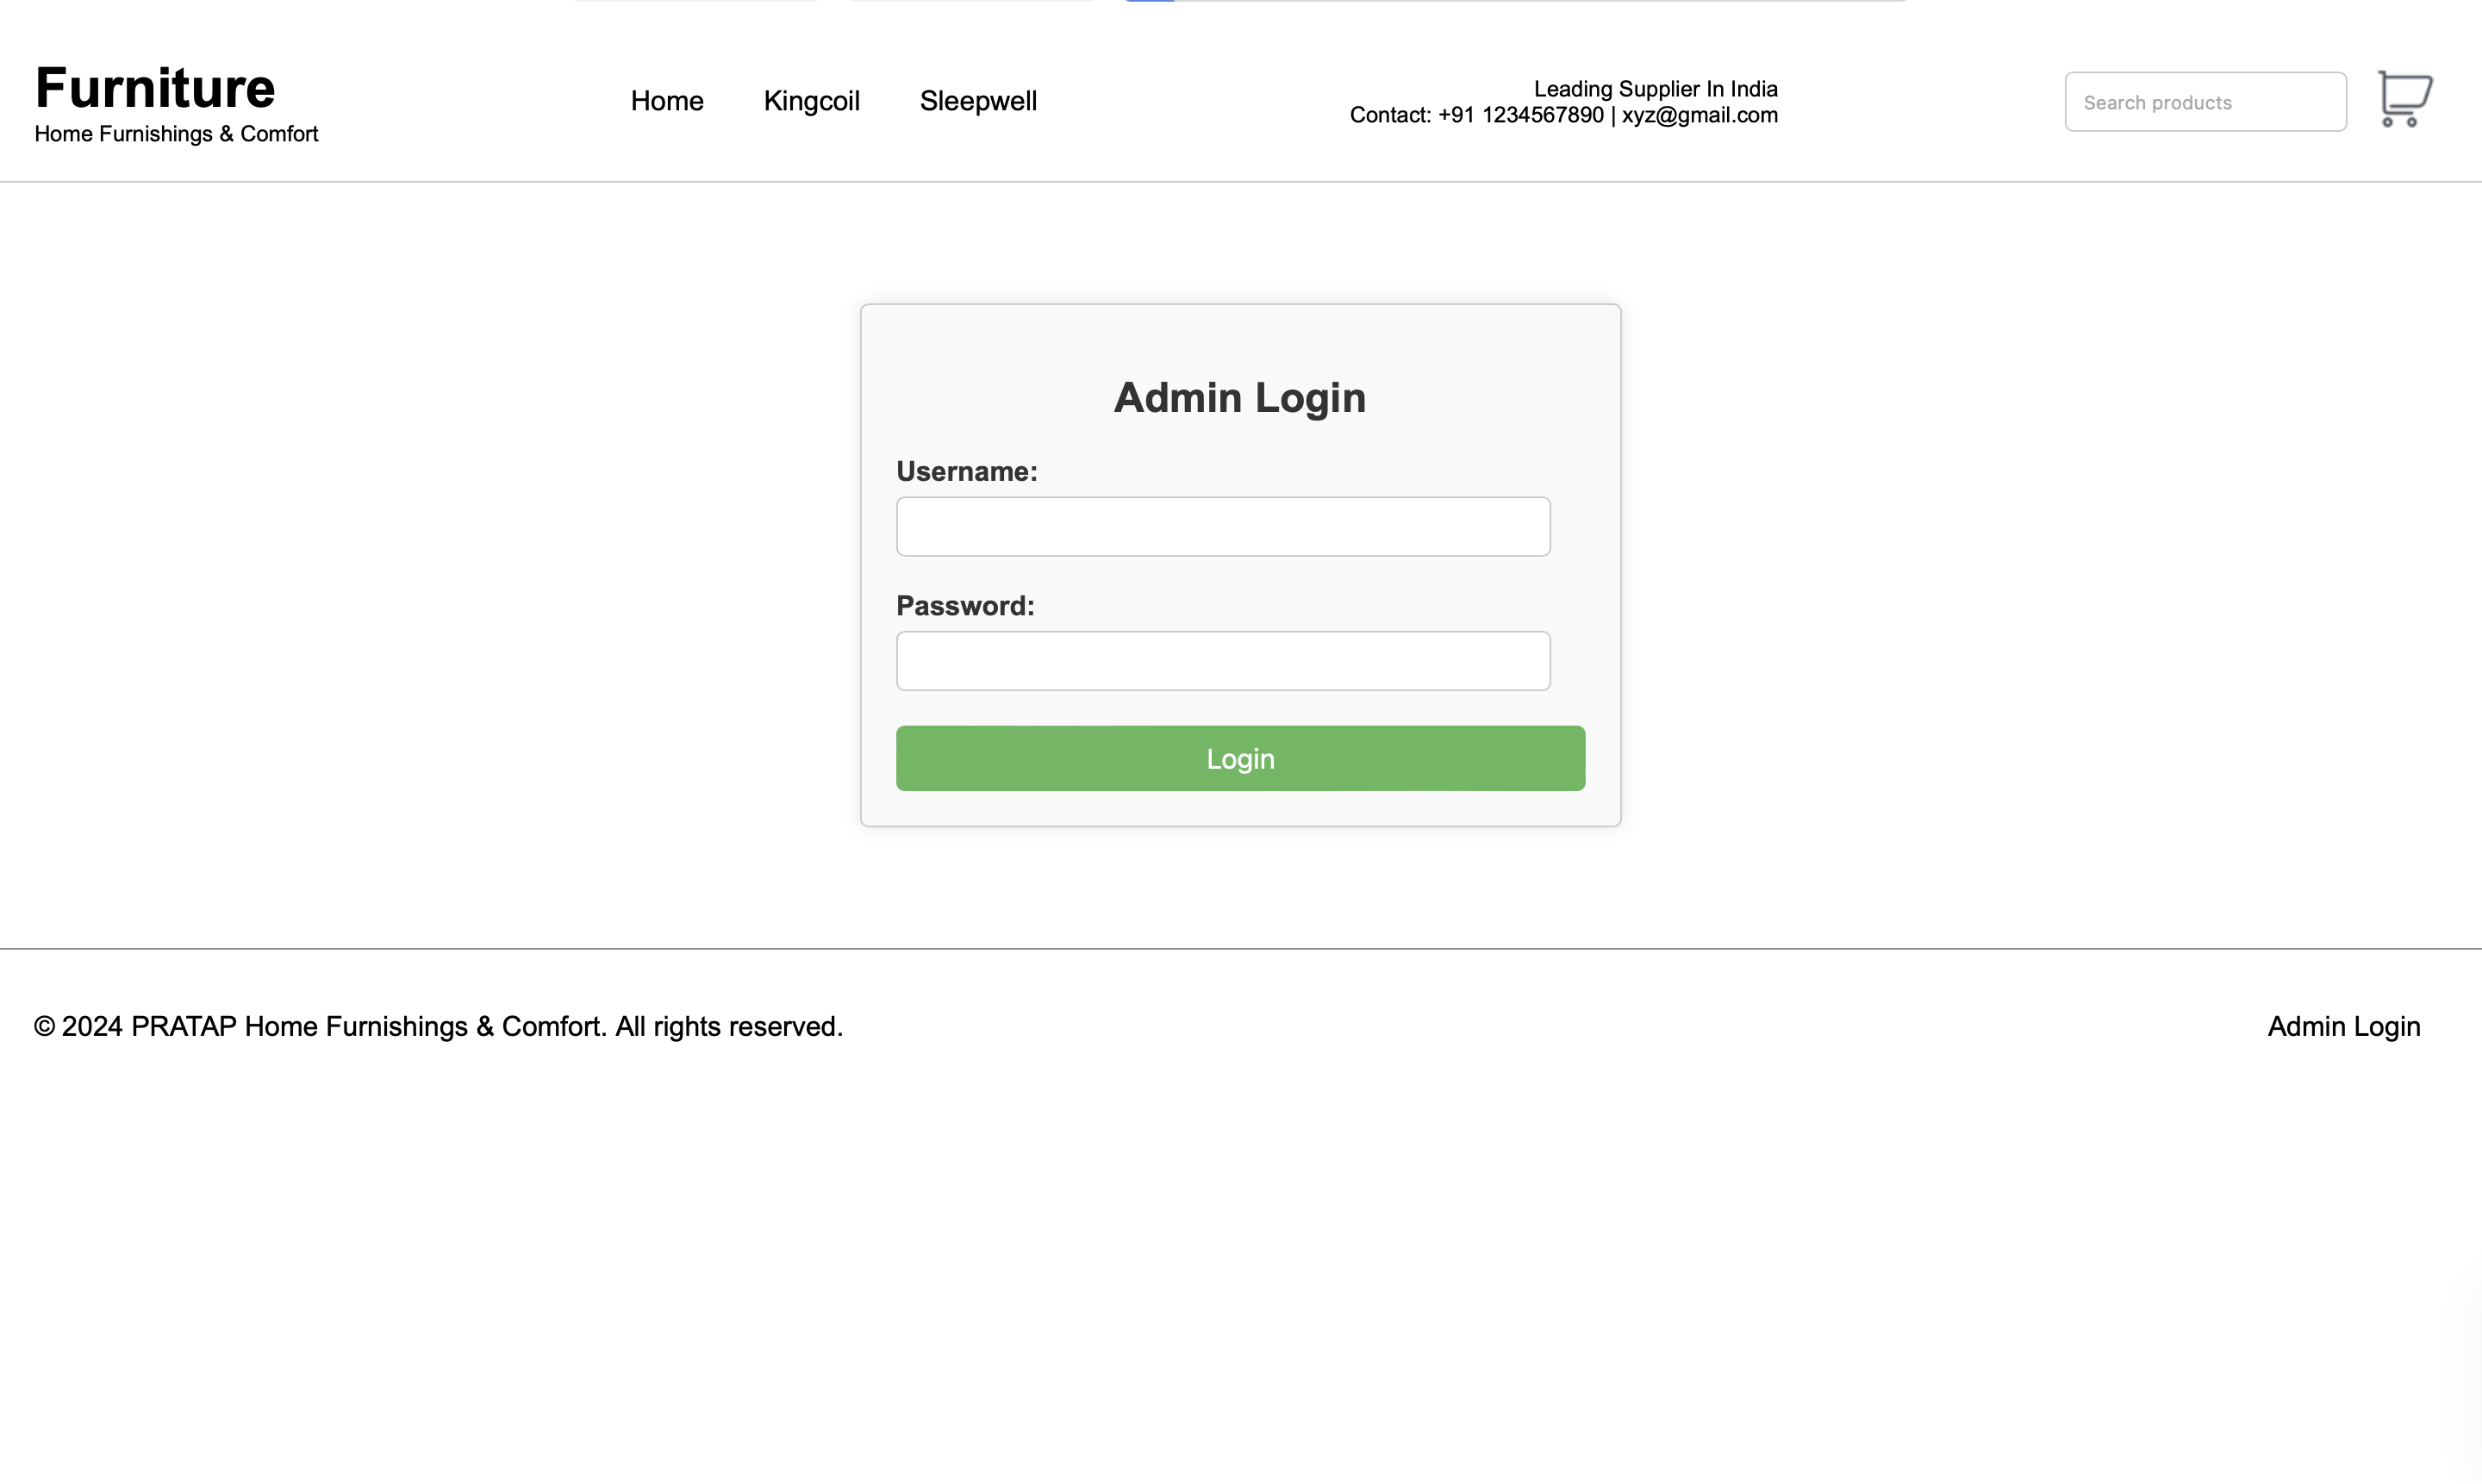 Furniture
Home Furnishings & Comfort
Home Kingcoil Sleepwell
Leading Supplier In India
Contact: +91 1234567890 | xyz@gmail.com
Search products
Admin Login
Username:
Password:
Login
© 2024 PRATAP Home Furnishings & Comfort. All rights reserved.
Admin Login